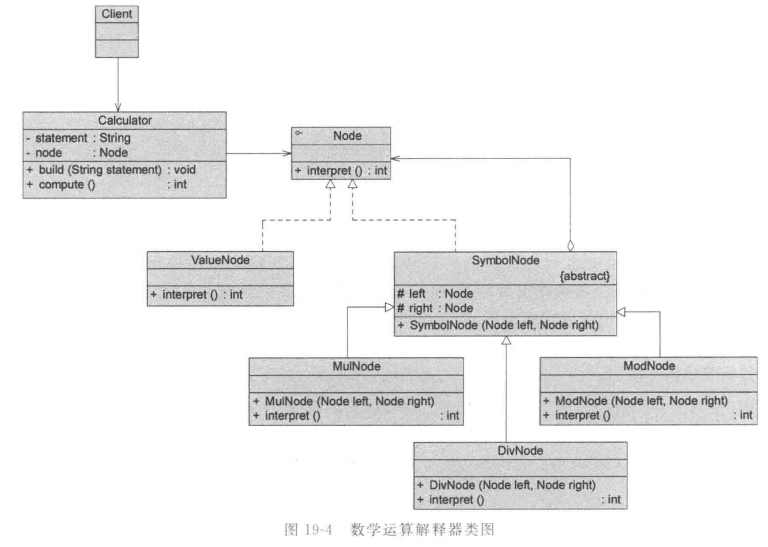 Client
Calculator
- statement : String
- node : Node
+ build (String statement) : void
+ compute () : int
Node
+ interpret () : int
ValueNode
+ interpret () : int
SymbolNode
{abstract}
# left : Node
# right : Node
+ SymbolNode (Node left, Node right)
MulNode
+ MulNode (Node left, Node right)
+ interpret () : int
ModNode
+ ModNode (Node left, Node right)
+ interpret () : int
DivNode
+ DivNode (Node left, Node right)
+ interpret () : int
图 19-4 数学运算解释器类图